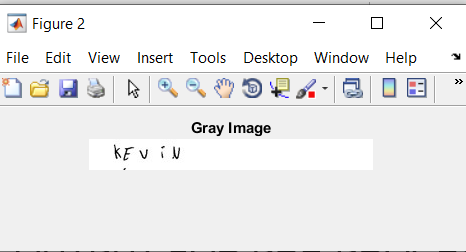 Figure 2
File Edit View Insert Tools Desktop Window Help
Gray Image
KEViN